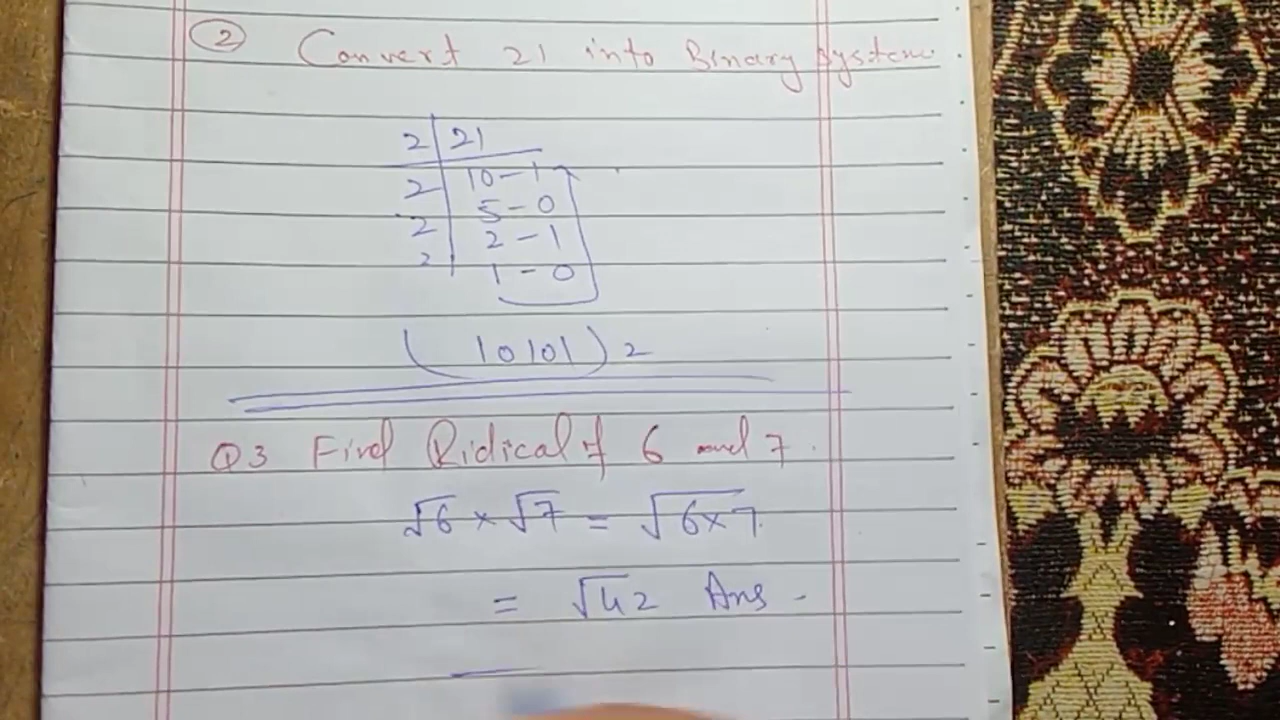 ② Convert 21 into Binary system.
2 | 21
2 | 10 - 1
2 | 5 - 0
2 | 2 - 1
2 | 1 - 0
(10101)2
Q3 Find Ridical of 6 and 7.
√6 × √7 = √6×7.
= √42 Ans -